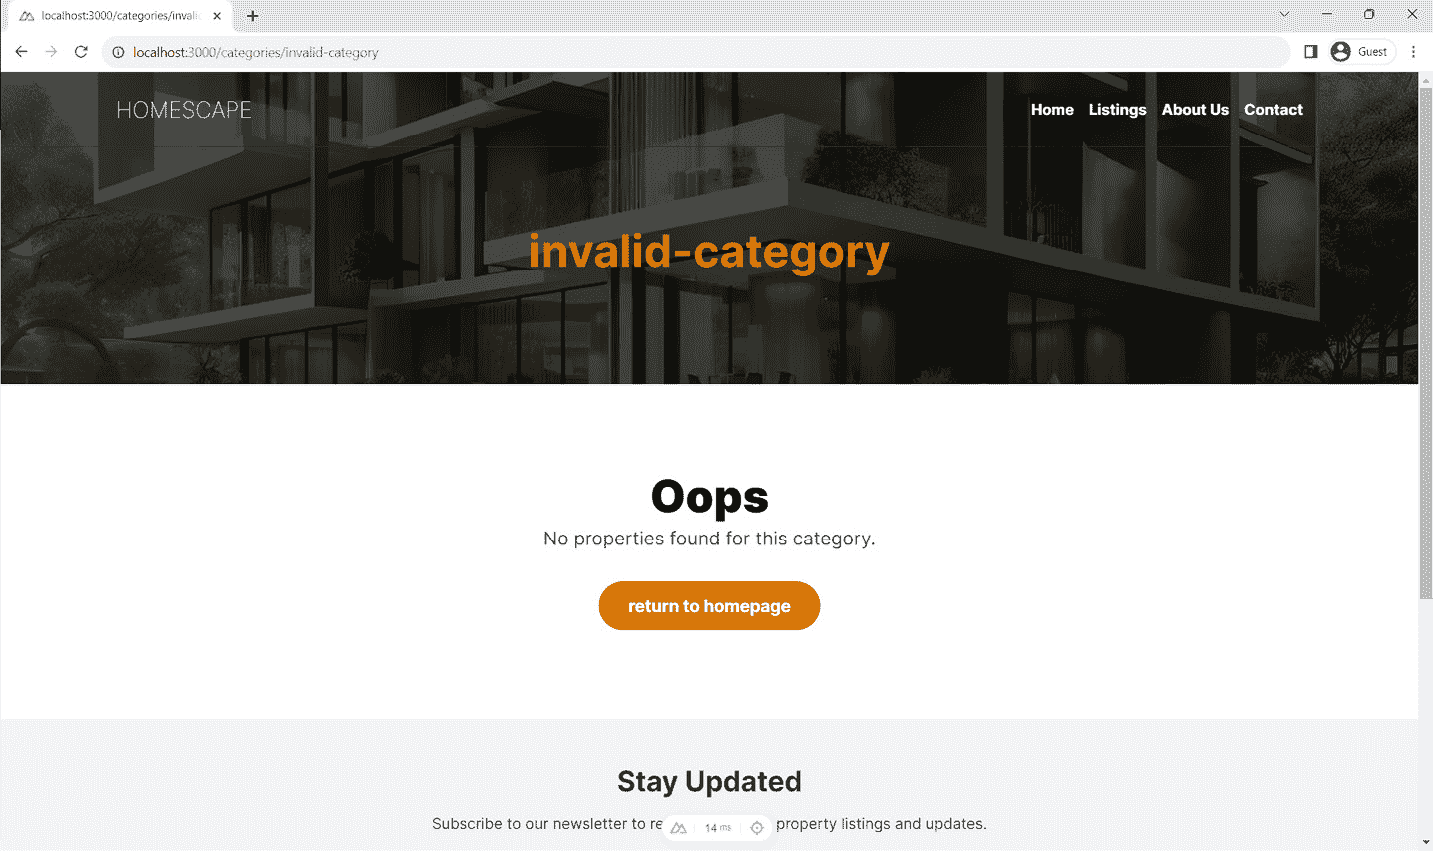 localhost:3000/categories/invali
localhost:3000/categories/invalid-category
Guest
HOMESCAPE
Home Listings About Us Contact
invalid-category
Oops
No properties found for this category.
return to homepage
Stay Updated
Subscribe to our newsletter to re property listings and updates.
14 ms